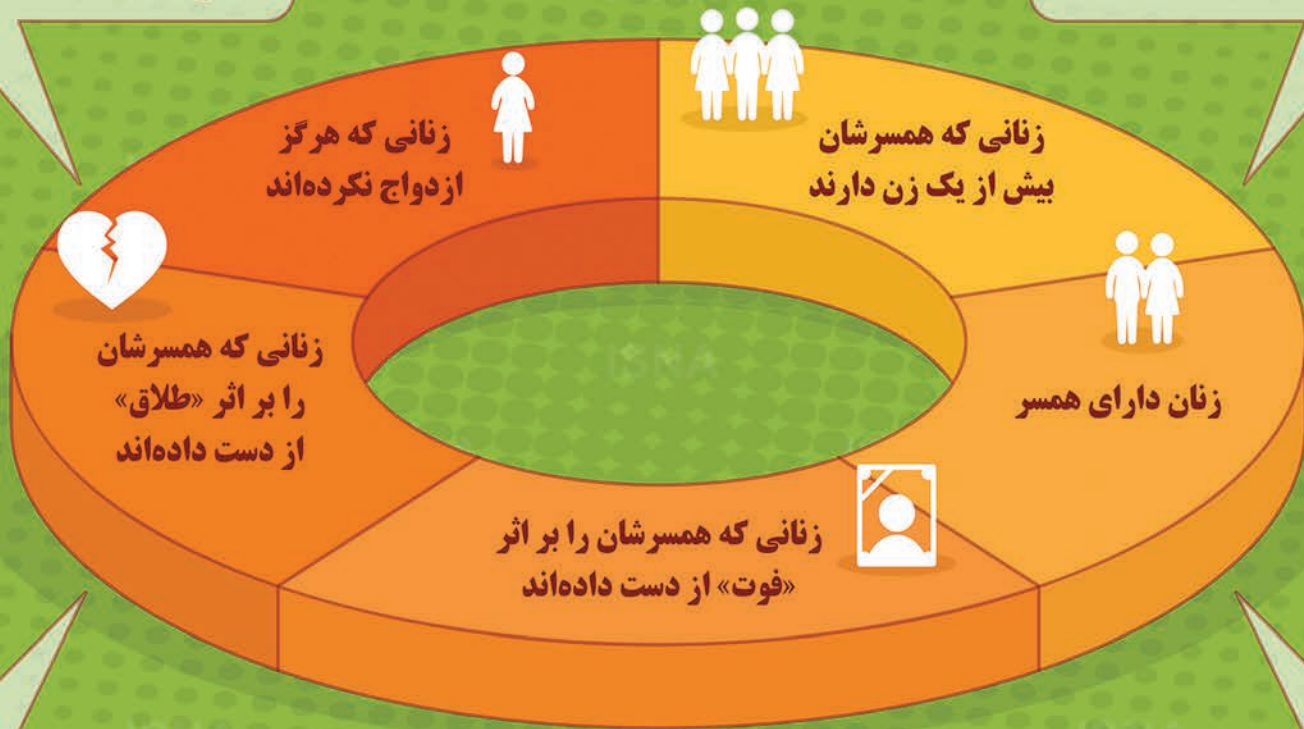 زنانی که همسرشان
بیش از یک زن دارند
زنانی که هرگز
ازدواج نکرده‌اند
زنان دارای همسر
زنانی که همسرشان
را بر اثر «طلاق»
از دست داده‌اند
زنانی که همسرشان را بر اثر
«فوت» از دست داده‌اند
ISNA